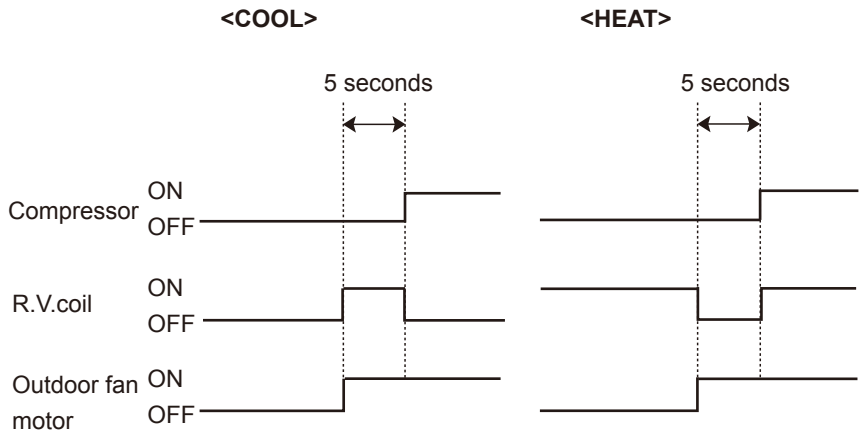 <COOL>
<HEAT>
5 seconds
5 seconds
Compressor
ON
OFF
R.V.coil
ON
OFF
Outdoor fan
motor
ON
OFF